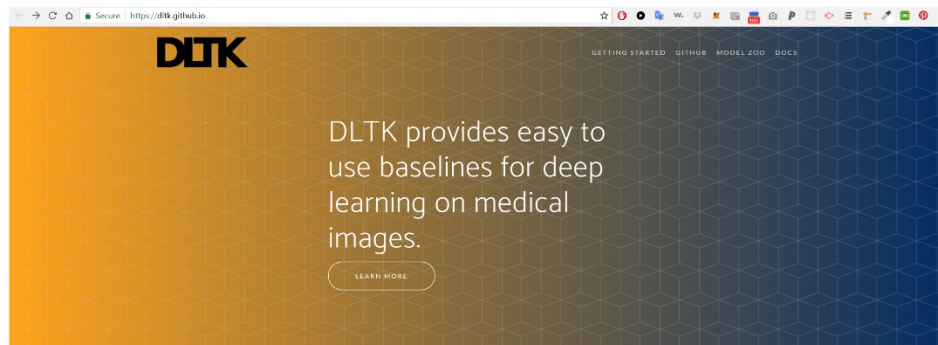 Secure | https://dltk.github.io
DLTK
GETTING STARTED GITHUB MODEL ZOO DOCS
DLTK provides easy to
use baselines for deep
learning on medical
images.
LEARN MORE